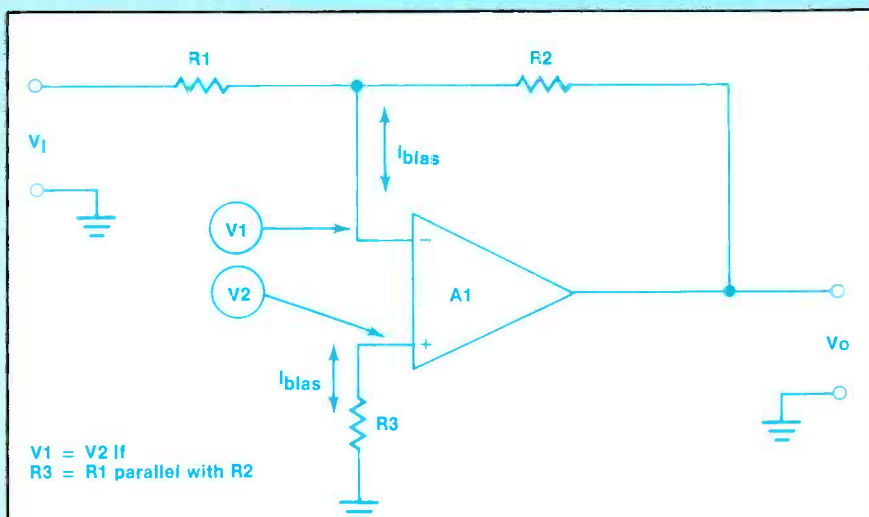 R1
R2
VI
Ibias
V1
V2
−
+
A1
Ibias
R3
Vo
V1 = V2 If
R3 = R1 parallel with R2